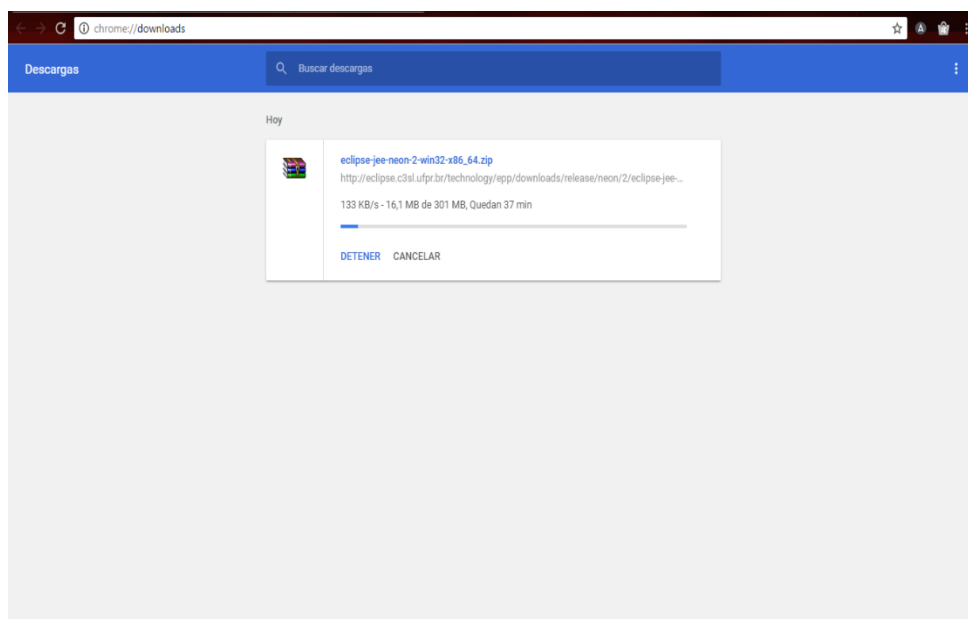 chrome://downloads
Descargas
Buscar descargas
Hoy
eclipse-jee-neon-2-win32-x86_64.zip
http://eclipse.c3sl.ufpr.br/technology/epp/downloads/release/neon/2/eclipse-jee-...
133 KB/s - 16,1 MB de 301 MB, Quedan 37 min
DETENER CANCELAR